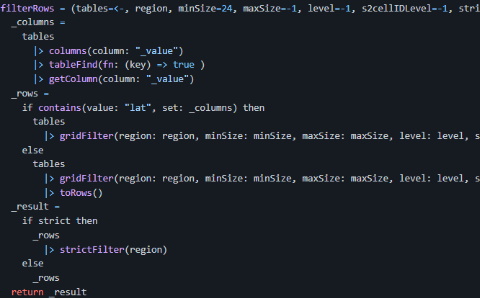 filterRows = (tables=<-, region, minSize=24, maxSize=-1, level=-1, s2cellIDLevel=-1, stri
_columns =
tables
|> columns(column: "_value")
|> tableFind(fn: (key) => true )
|> getColumn(column: "_value")
_rows =
if contains(value: "lat", set: _columns) then
tables
|> gridFilter(region: region, minSize: minSize, maxSize: maxSize, level: level, s
else
tables
|> gridFilter(region: region, minSize: minSize, maxSize: maxSize, level: level, s
|> toRows()
_result =
if strict then
_rows
|> strictFilter(region)
else
_rows
return _result